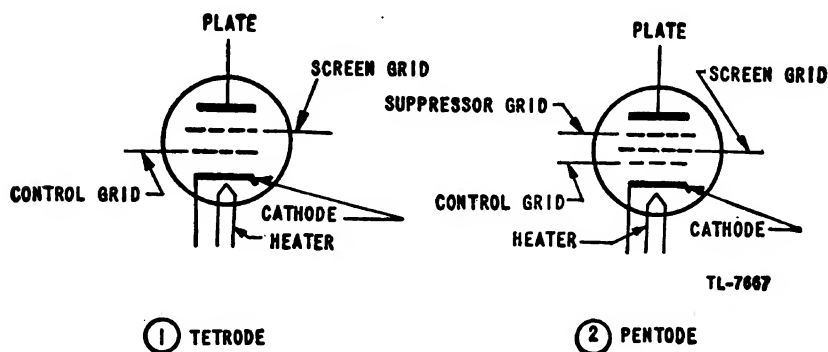 PLATE
SCREEN GRID
CONTROL GRID
CATHODE
HEATER
① TETRODE
PLATE
SCREEN GRID
SUPPRESSOR GRID
CONTROL GRID
HEATER
CATHODE
TL-7667
② PENTODE